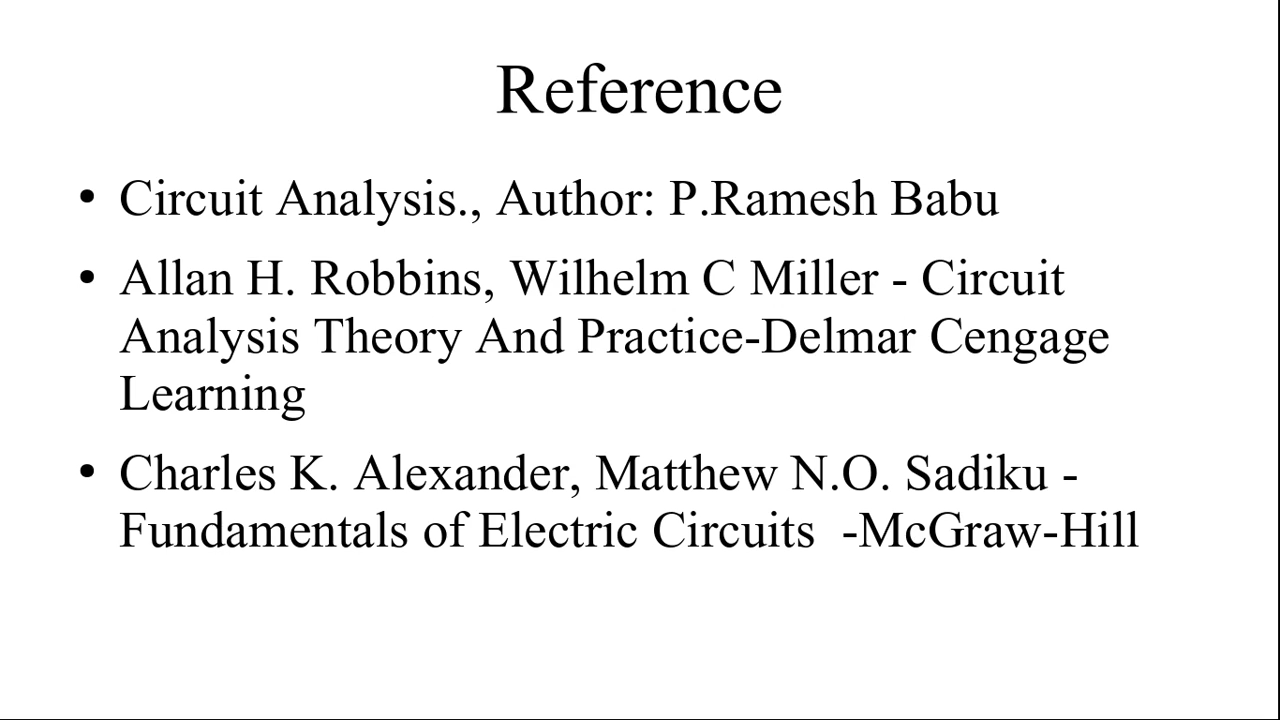 Reference
• Circuit Analysis., Author: P.Ramesh Babu
• Allan H. Robbins, Wilhelm C Miller - Circuit
Analysis Theory And Practice-Delmar Cengage
Learning
• Charles K. Alexander, Matthew N.O. Sadiku -
Fundamentals of Electric Circuits  -McGraw-Hill